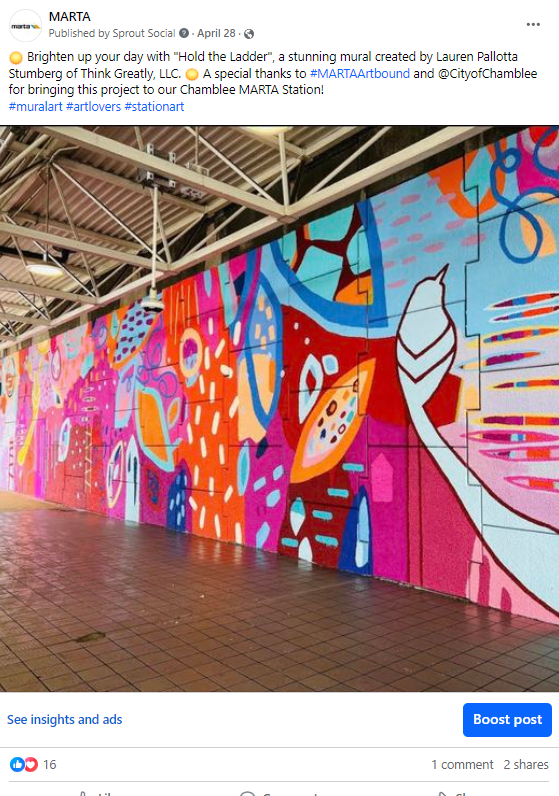 MARTA
marta
Published by Sprout Social · April 28 ·
Brighten up your day with "Hold the Ladder", a stunning mural created by Lauren Pallotta
Stumberg of Think Greatly, LLC. A special thanks to #MARTAArtbound and @CityofChamblee
for bringing this project to our Chamblee MARTA Station!
#muralart #artlovers #stationart
See insights and ads
Boost post
16
1 comment 2 shares